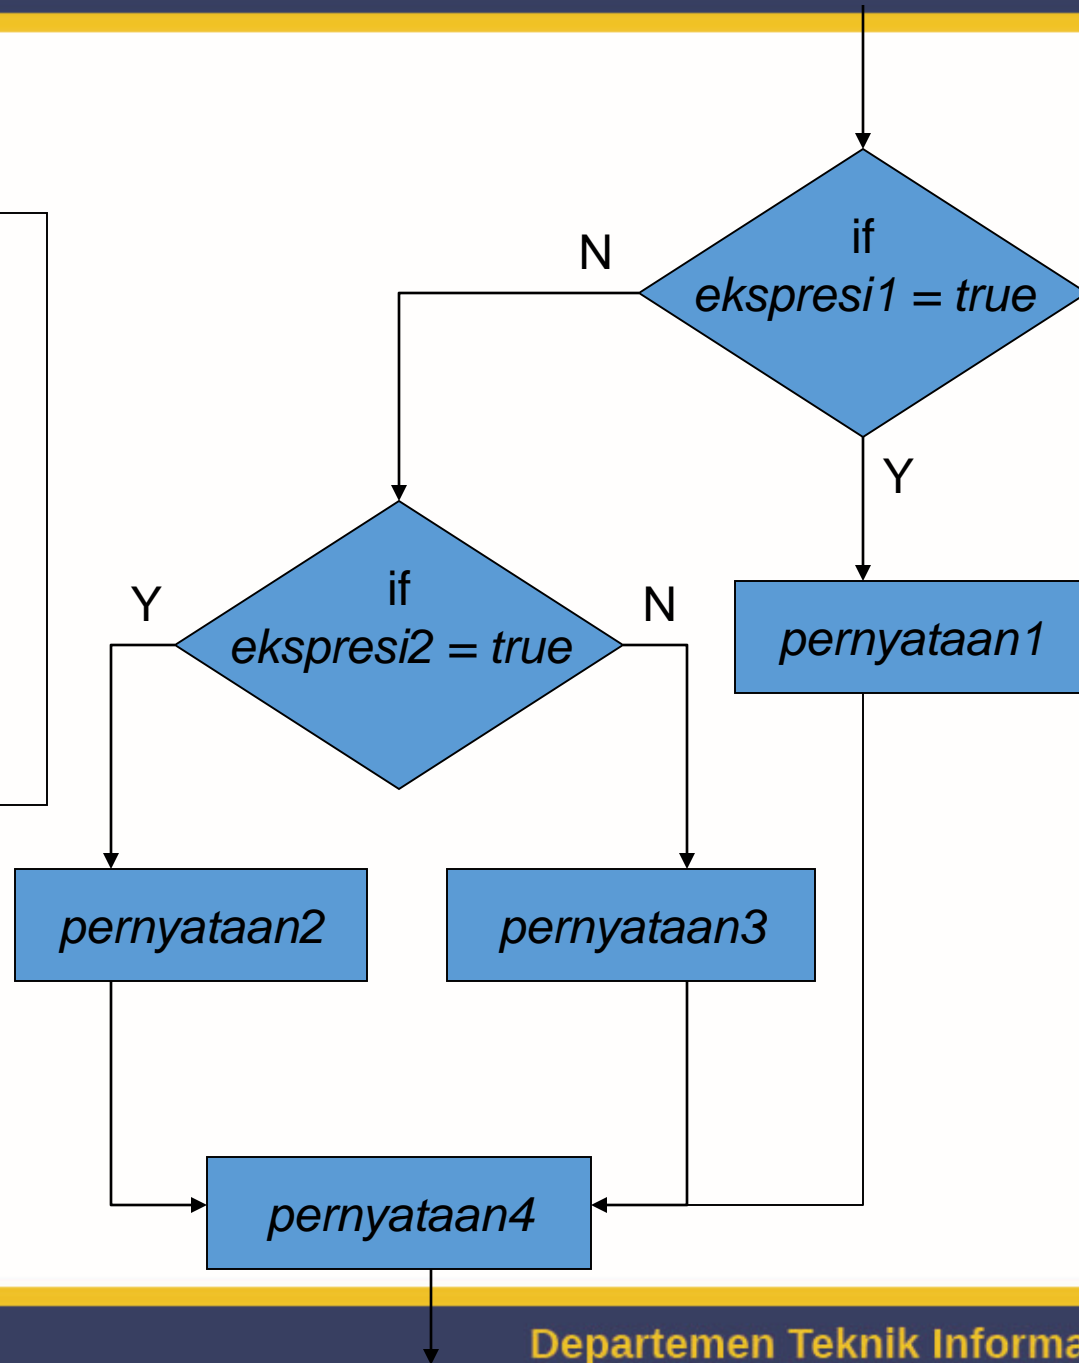 if
ekspresi1 = true
N
Y
if
ekspresi2 = true
Y
N
pernyataan1
pernyataan2
pernyataan3
pernyataan4
Departemen Teknik Informa